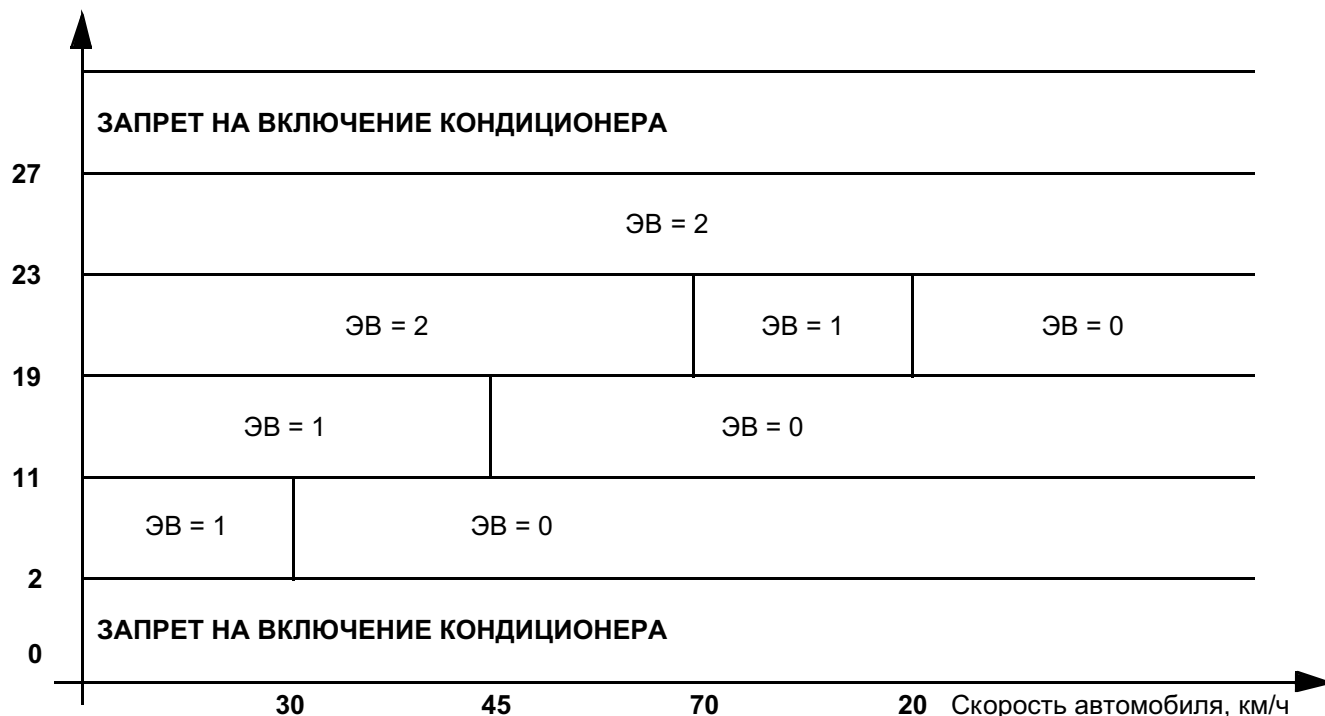 ЗАПРЕТ НА ВКЛЮЧЕНИЕ КОНДИЦИОНЕРА
27
ЭВ = 2
23
ЭВ = 2 ЭВ = 1 ЭВ = 0
19
ЭВ = 1 ЭВ = 0
11
ЭВ = 1 ЭВ = 0
2
ЗАПРЕТ НА ВКЛЮЧЕНИЕ КОНДИЦИОНЕРА
0
30 45 70 20 Скорость автомобиля, км/ч